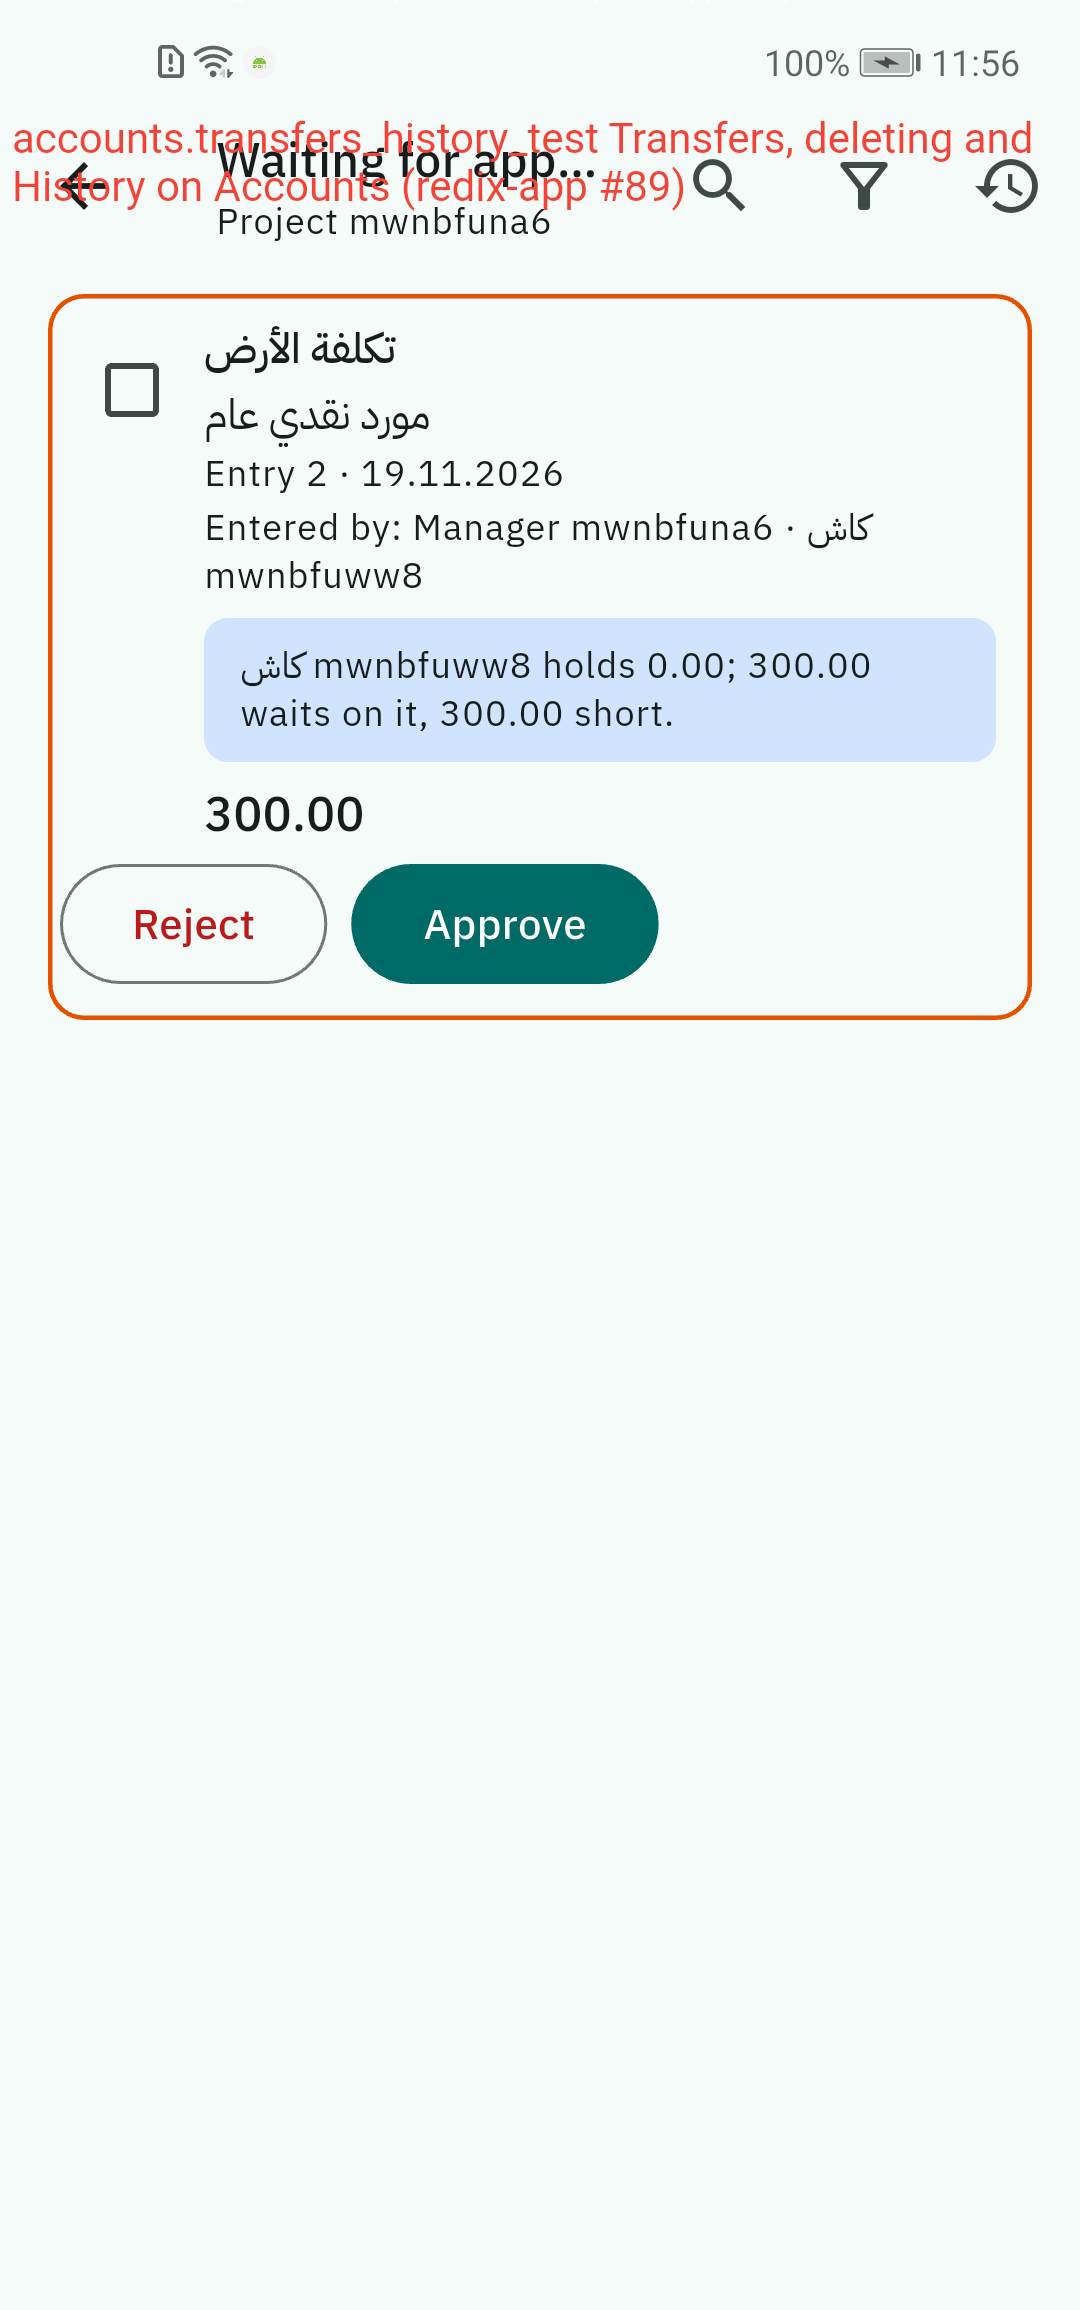 100% 11:56
accounts.transfers_history_test Transfers, deleting and
History on Accounts (redix-app #89)
Waiting for app...
Project mwnbfuna6
تكلفة الأرض
مورد نقدي عام
Entry 2 · 19.11.2026
Entered by: Manager mwnbfuna6 · كاش
mwnbfuww8
كاش mwnbfuww8 holds 0.00; 300.00
waits on it, 300.00 short.
300.00
Reject
Approve